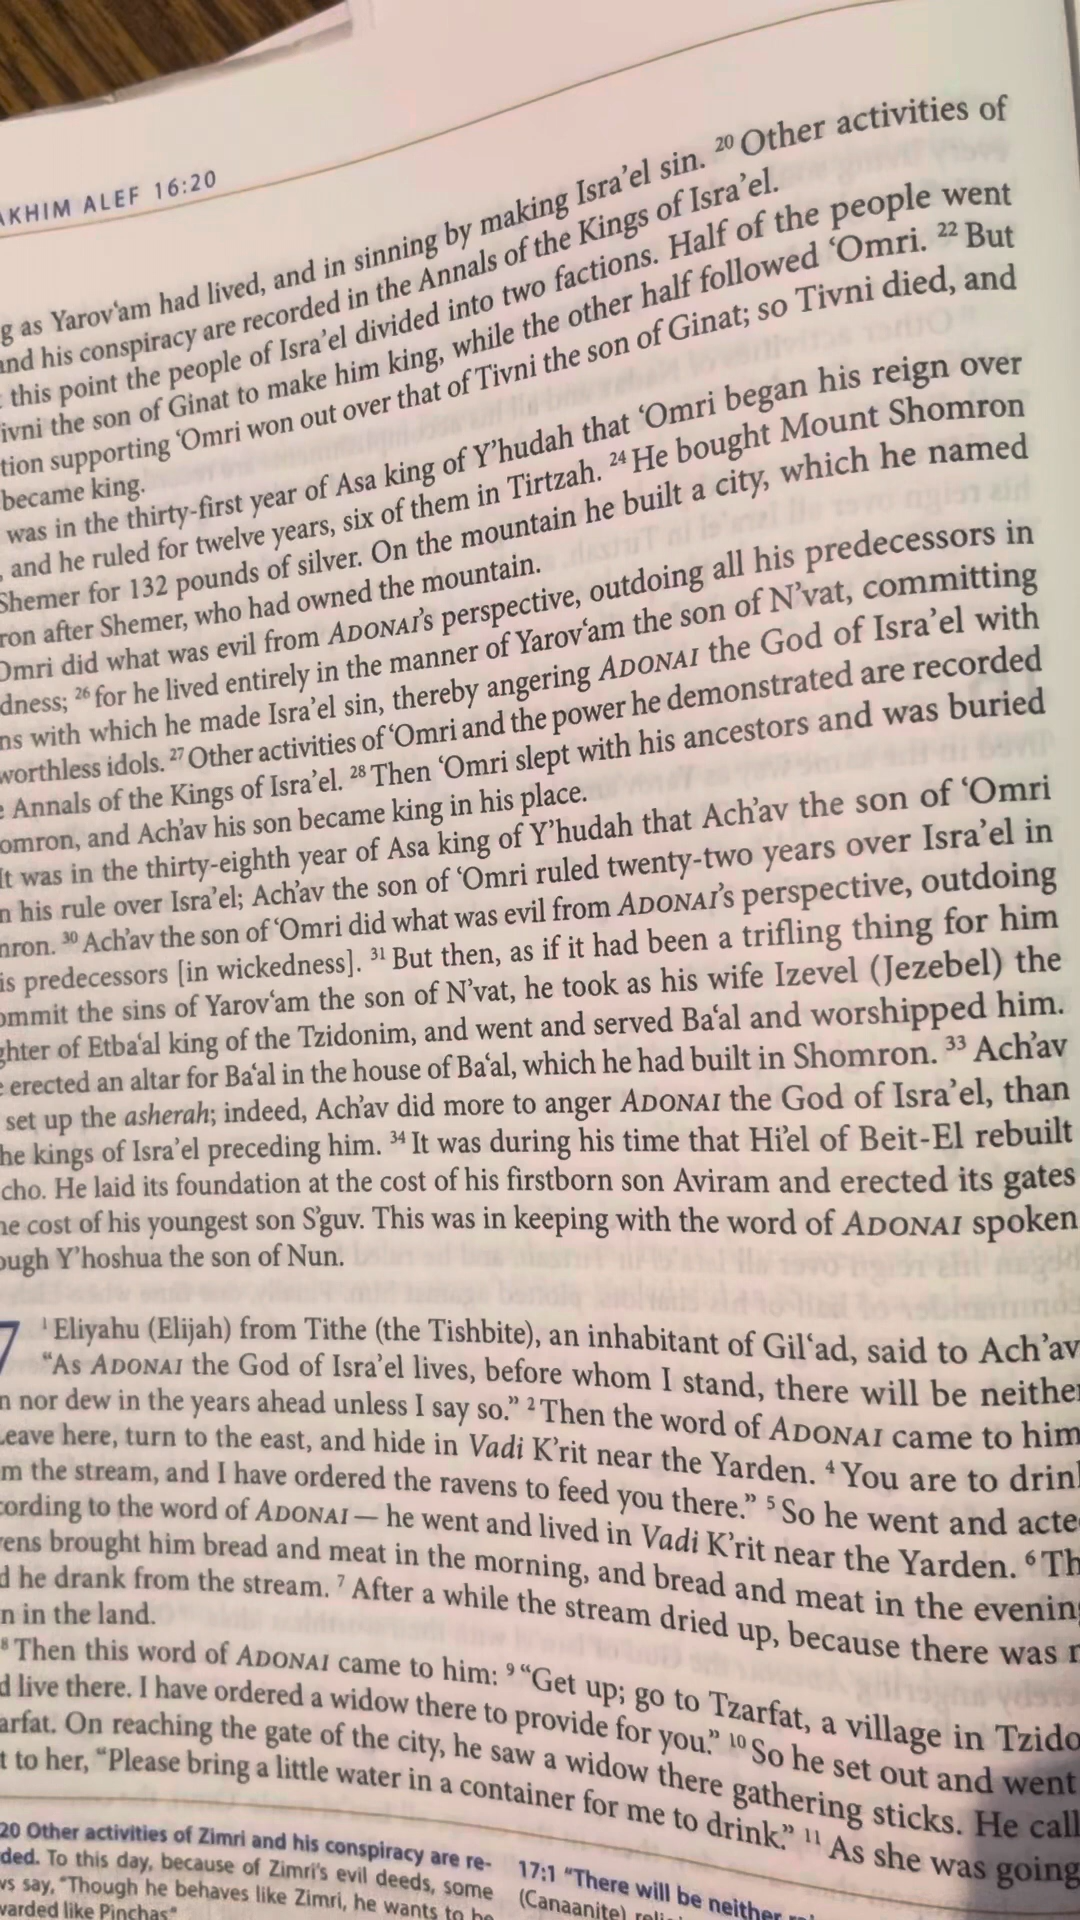 AKHIM ALEF 16:20
g as Yarov‘am had lived, and in sinning by making Isra’el sin. 20 Other activities of
and his conspiracy are recorded in the Annals of the Kings of Isra’el.
this point the people of Isra’el divided into two factions. Half of the people went
ivni the son of Ginat to make him king, while the other half followed ‘Omri. 22 But
tion supporting ‘Omri won out over that of Tivni the son of Ginat; so Tivni died, and
became king.
was in the thirty-first year of Asa king of Y’hudah that ‘Omri began his reign over
, and he ruled for twelve years, six of them in Tirtzah. 24 He bought Mount Shomron
Shemer for 132 pounds of silver. On the mountain he built a city, which he named
ron after Shemer, who had owned the mountain.
Omri did what was evil from ADONAI’s perspective, outdoing all his predecessors in
dness; 26 for he lived entirely in the manner of Yarov‘am the son of N’vat, committing
ns with which he made Isra’el sin, thereby angering ADONAI the God of Isra’el with
worthless idols. 27 Other activities of ‘Omri and the power he demonstrated are recorded
e Annals of the Kings of Isra’el. 28 Then ‘Omri slept with his ancestors and was buried
omron, and Ach’av his son became king in his place.
It was in the thirty-eighth year of Asa king of Y’hudah that Ach’av the son of ‘Omri
n his rule over Isra’el; Ach’av the son of ‘Omri ruled twenty-two years over Isra’el in
mron. 30 Ach’av the son of ‘Omri did what was evil from ADONAI’s perspective, outdoing
is predecessors [in wickedness]. 31 But then, as if it had been a trifling thing for him
ommit the sins of Yarov‘am the son of N’vat, he took as his wife Izevel (Jezebel) the
ghter of Etba‘al king of the Tzidonim, and went and served Ba‘al and worshipped him.
e erected an altar for Ba‘al in the house of Ba‘al, which he had built in Shomron. 33 Ach’av
set up the asherah; indeed, Ach’av did more to anger ADONAI the God of Isra’el, than
he kings of Isra’el preceding him. 34 It was during his time that Hi’el of Beit-El rebuilt
cho. He laid its foundation at the cost of his firstborn son Aviram and erected its gates
he cost of his youngest son S’guv. This was in keeping with the word of ADONAI spoken
ough Y’hoshua the son of Nun.
7 1 Eliyahu (Elijah) from Tithe (the Tishbite), an inhabitant of Gil‘ad, said to Ach’av
“As ADONAI the God of Isra’el lives, before whom I stand, there will be neither
n nor dew in the years ahead unless I say so.” 2 Then the word of ADONAI came to him
Leave here, turn to the east, and hide in Vadi K’rit near the Yarden. 4 You are to drin
m the stream, and I have ordered the ravens to feed you there.” 5 So he went and acte
cording to the word of ADONAI — he went and lived in Vadi K’rit near the Yarden. 6 Th
vens brought him bread and meat in the morning, and bread and meat in the evening
d he drank from the stream. 7 After a while the stream dried up, because there was n
n in the land.
8 Then this word of ADONAI came to him: 9 “Get up; go to Tzarfat, a village in Tzido
d live there. I have ordered a widow there to provide for you.” 10 So he set out and went
arfat. On reaching the gate of the city, he saw a widow there gathering sticks. He call
t to her, “Please bring a little water in a container for me to drink.” 11 As she was going
20 Other activities of Zimri and his conspiracy are re-
ded. To this day, because of Zimri’s evil deeds, some
ws say, “Though he behaves like Zimri, he wants to be
warded like Pinchas”
17:1 “There will be neither
(Canaanite)